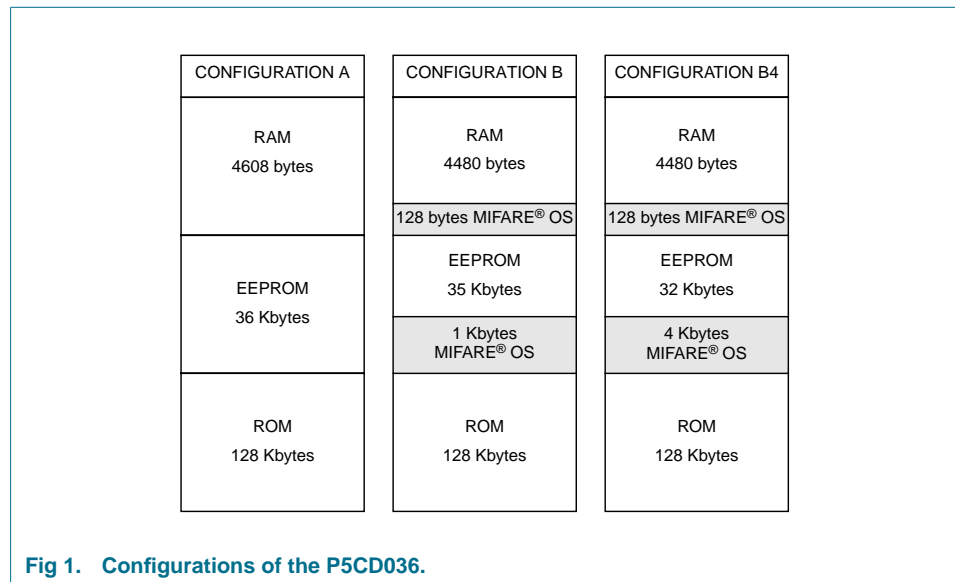 CONFIGURATION A
RAM
4608 bytes
EEPROM
36 Kbytes
ROM
128 Kbytes
CONFIGURATION B
RAM
4480 bytes
128 bytes MIFARE® OS
EEPROM
35 Kbytes
1 Kbytes
MIFARE® OS
ROM
128 Kbytes
CONFIGURATION B4
RAM
4480 bytes
128 bytes MIFARE® OS
EEPROM
32 Kbytes
4 Kbytes
MIFARE® OS
ROM
128 Kbytes
Fig 1. Configurations of the P5CD036.